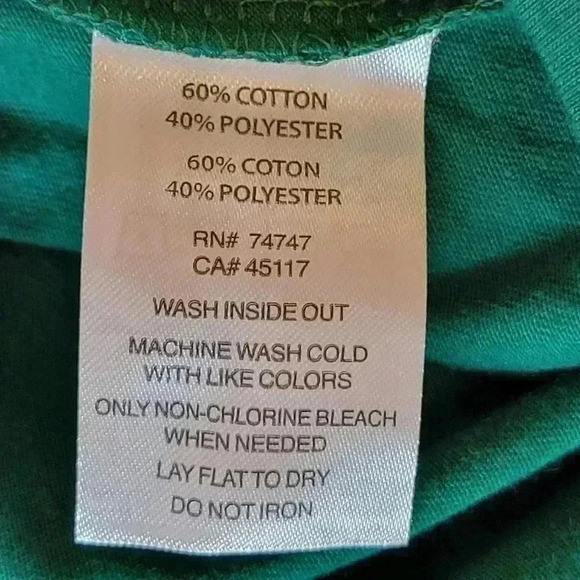 60% COTTON
40% POLYESTER
60% COTON
40% POLYESTER
RN# 74747
CA# 45117
WASH INSIDE OUT
MACHINE WASH COLD
WITH LIKE COLORS
ONLY NON-CHLORINE BLEACH
WHEN NEEDED
LAY FLAT TO DRY
DO NOT IRON